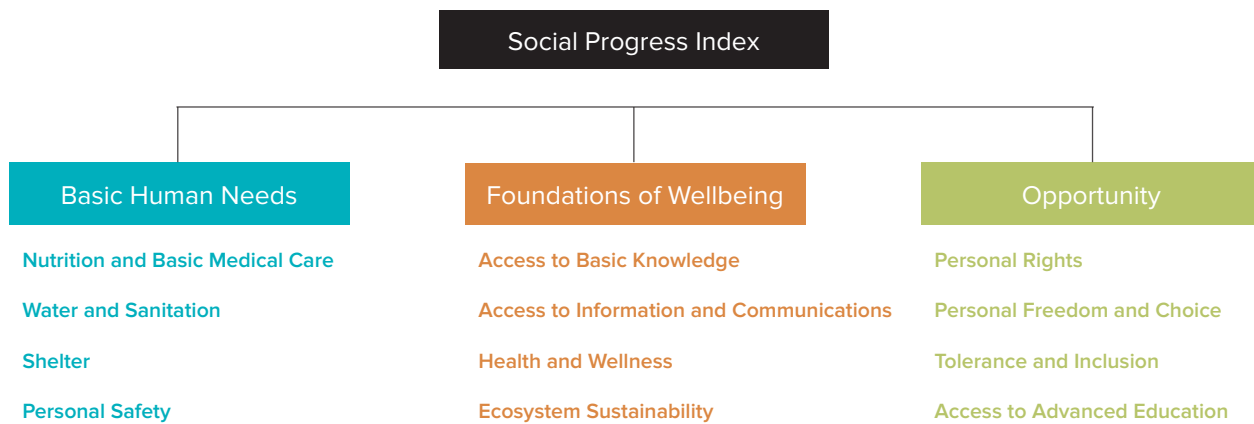 Social Progress Index
Basic Human Needs
Nutrition and Basic Medical Care
Water and Sanitation
Shelter
Personal Safety
Foundations of Wellbeing
Access to Basic Knowledge
Access to Information and Communications
Health and Wellness
Ecosystem Sustainability
Opportunity
Personal Rights
Personal Freedom and Choice
Tolerance and Inclusion
Access to Advanced Education